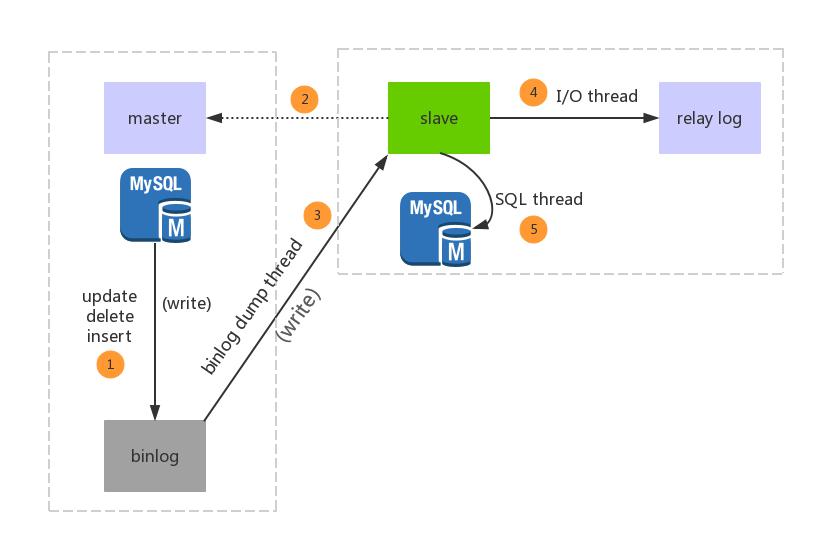 master
2
slave
4
I/O thread
relay log
MySQL
M
3
SQL thread
MySQL
M
5
update
delete
insert
(write)
1
binlog dump thread
(write)
binlog